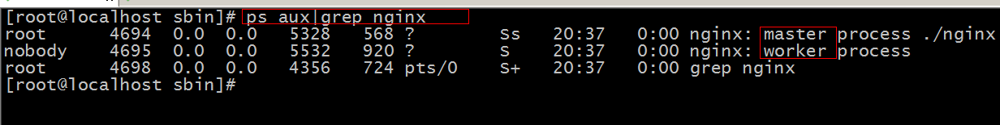 [root@localhost sbin]# ps aux|grep nginx
root      4694  0.0  0.0   5328   568 ?        Ss   20:37   0:00 nginx: master process ./nginx
nobody    4695  0.0  0.0   5532   920 ?        S    20:37   0:00 nginx: worker process
root      4698  0.0  0.0   4356   724 pts/0    S+   20:37   0:00 grep nginx
[root@localhost sbin]#